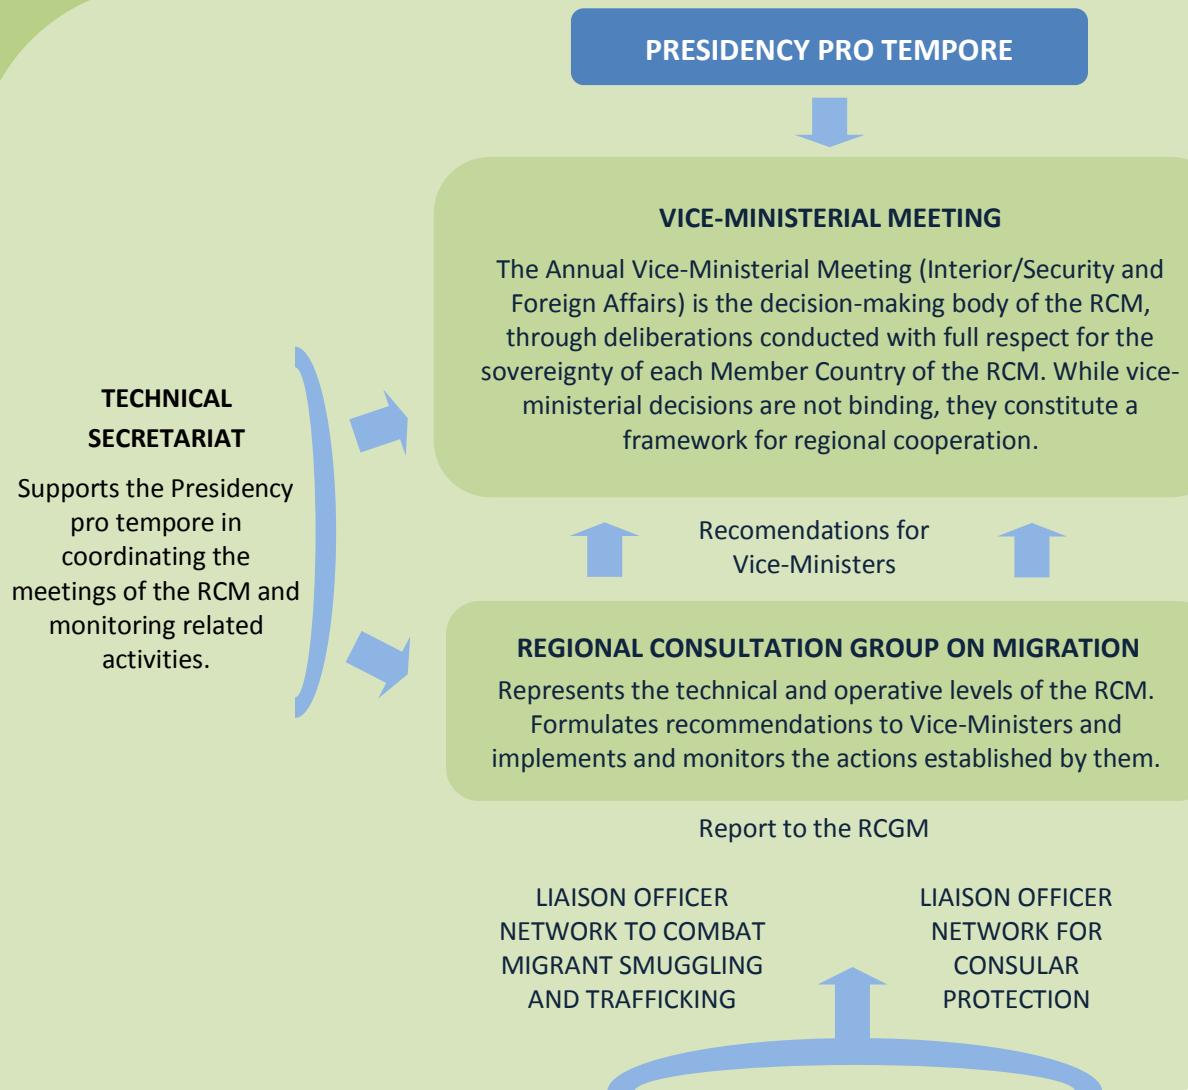 PRESIDENCY PRO TEMPORE
VICE-MINISTERIAL MEETING
The Annual Vice-Ministerial Meeting (Interior/Security and
Foreign Affairs) is the decision-making body of the RCM,
through deliberations conducted with full respect for the
sovereignty of each Member Country of the RCM. While vice-
ministerial decisions are not binding, they constitute a
framework for regional cooperation.
TECHNICAL
SECRETARIAT
Supports the Presidency
pro tempore in
coordinating the
meetings of the RCM and
monitoring related
activities.
Recomendations for
Vice-Ministers
REGIONAL CONSULTATION GROUP ON MIGRATION
Represents the technical and operative levels of the RCM.
Formulates recommendations to Vice-Ministers and
implements and monitors the actions established by them.
Report to the RCGM
LIAISON OFFICER
NETWORK TO COMBAT
MIGRANT SMUGGLING
AND TRAFFICKING
LIAISON OFFICER
NETWORK FOR
CONSULAR
PROTECTION